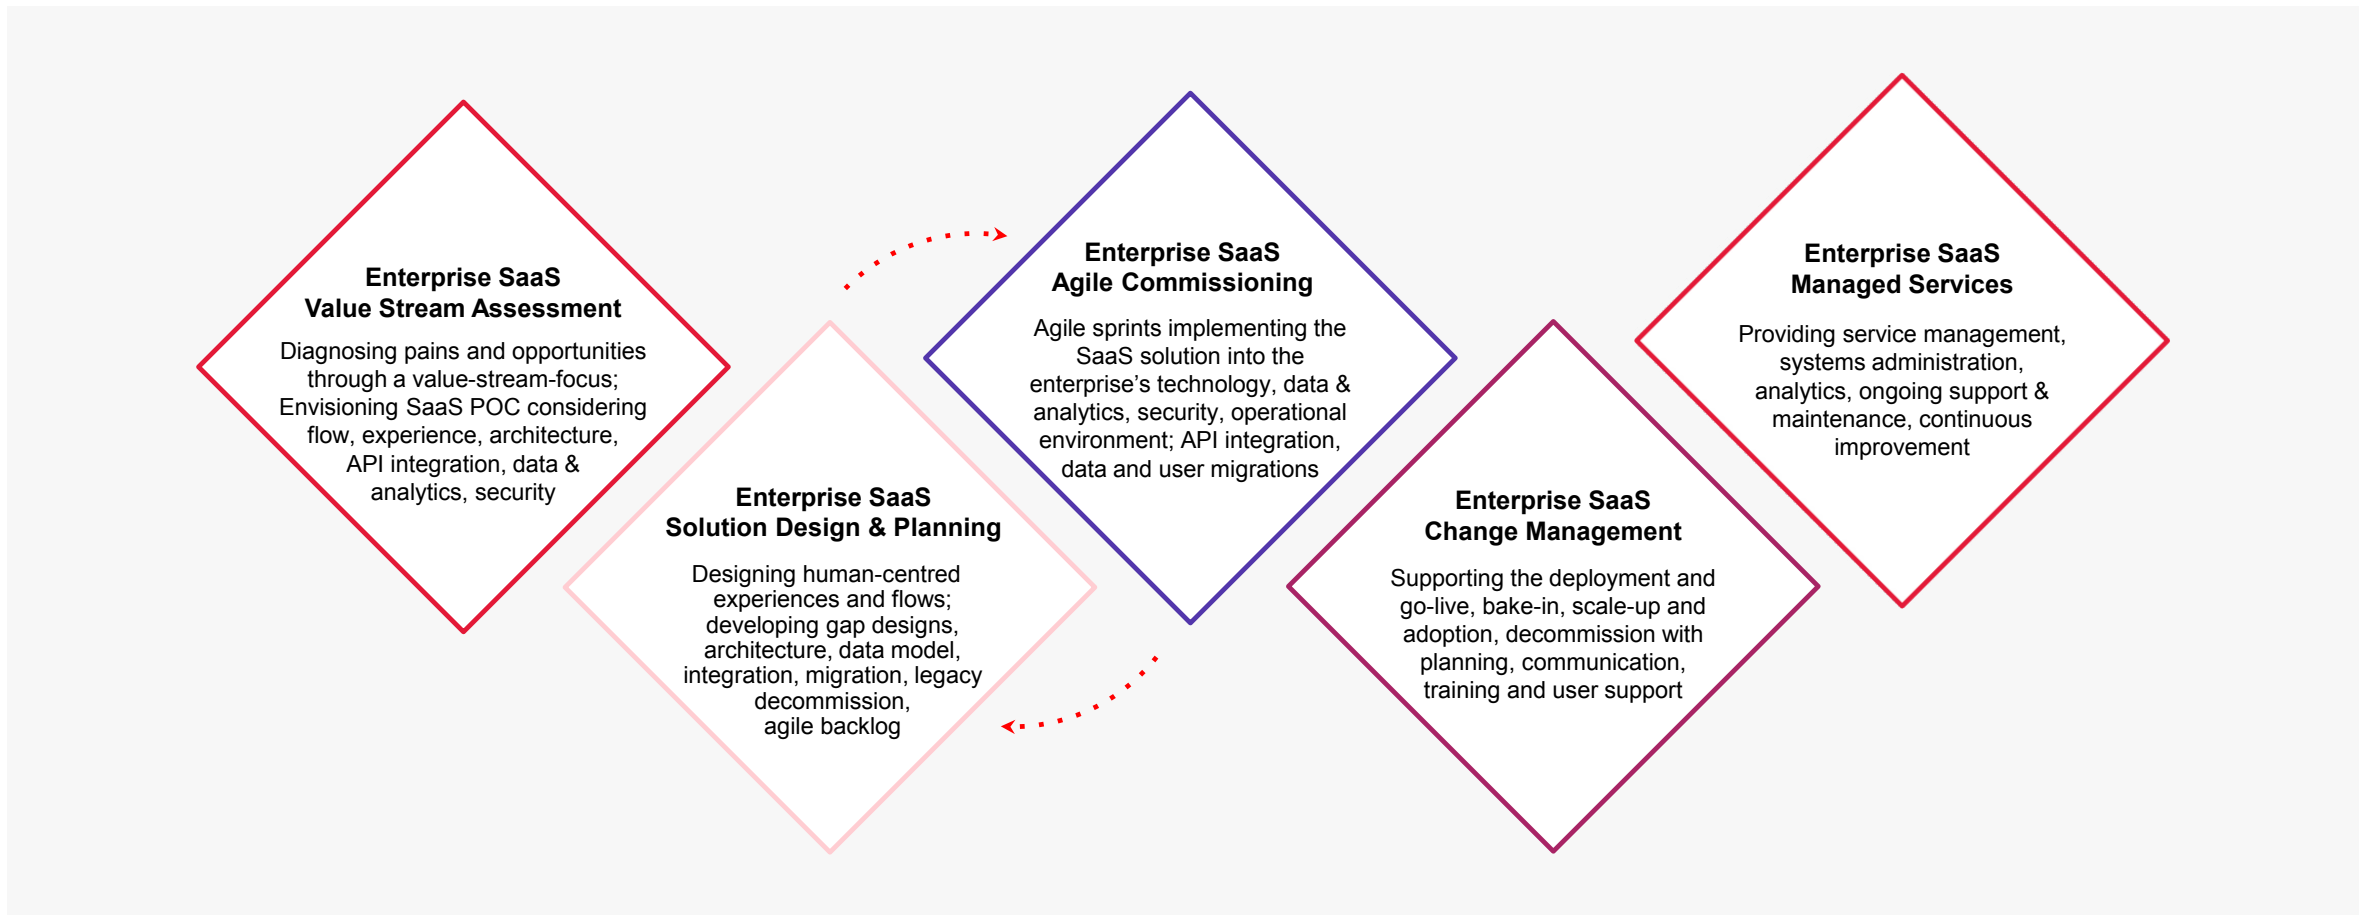 Enterprise SaaS
Value Stream Assessment
Diagnosing pains and opportunities
through a value-stream-focus;
Envisioning SaaS POC considering
flow, experience, architecture,
API integration, data &
analytics, security
Enterprise SaaS
Solution Design & Planning
Designing human-centred
experiences and flows;
developing gap designs,
architecture, data model,
integration, migration, legacy
decommission,
agile backlog
Enterprise SaaS
Agile Commissioning
Agile sprints implementing the
SaaS solution into the
enterprise’s technology, data &
analytics, security, operational
environment; API integration,
data and user migrations
Enterprise SaaS
Change Management
Supporting the deployment and
go-live, bake-in, scale-up and
adoption, decommission with
planning, communication,
training and user support
Enterprise SaaS
Managed Services
Providing service management,
systems administration,
analytics, ongoing support &
maintenance, continuous
improvement